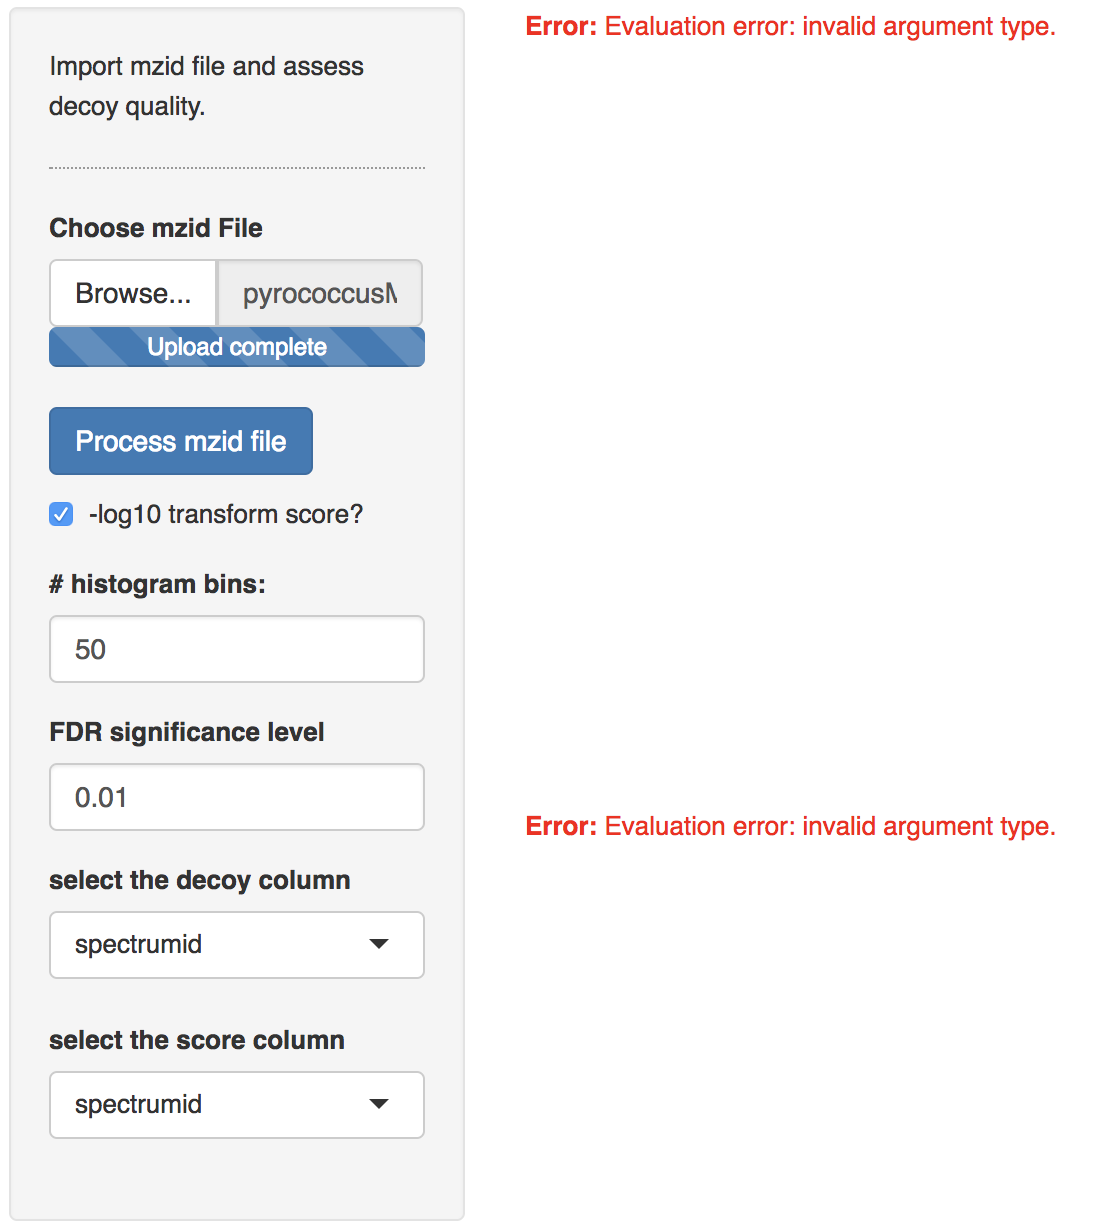 Import mzid file and assess
decoy quality.
Choose mzid File
Browse... pyrococcusM
Upload complete
Process mzid file
-log10 transform score?
# histogram bins:
50
FDR significance level
0.01
select the decoy column
spectrumid
select the score column
spectrumid
Error: Evaluation error: invalid argument type.
Error: Evaluation error: invalid argument type.